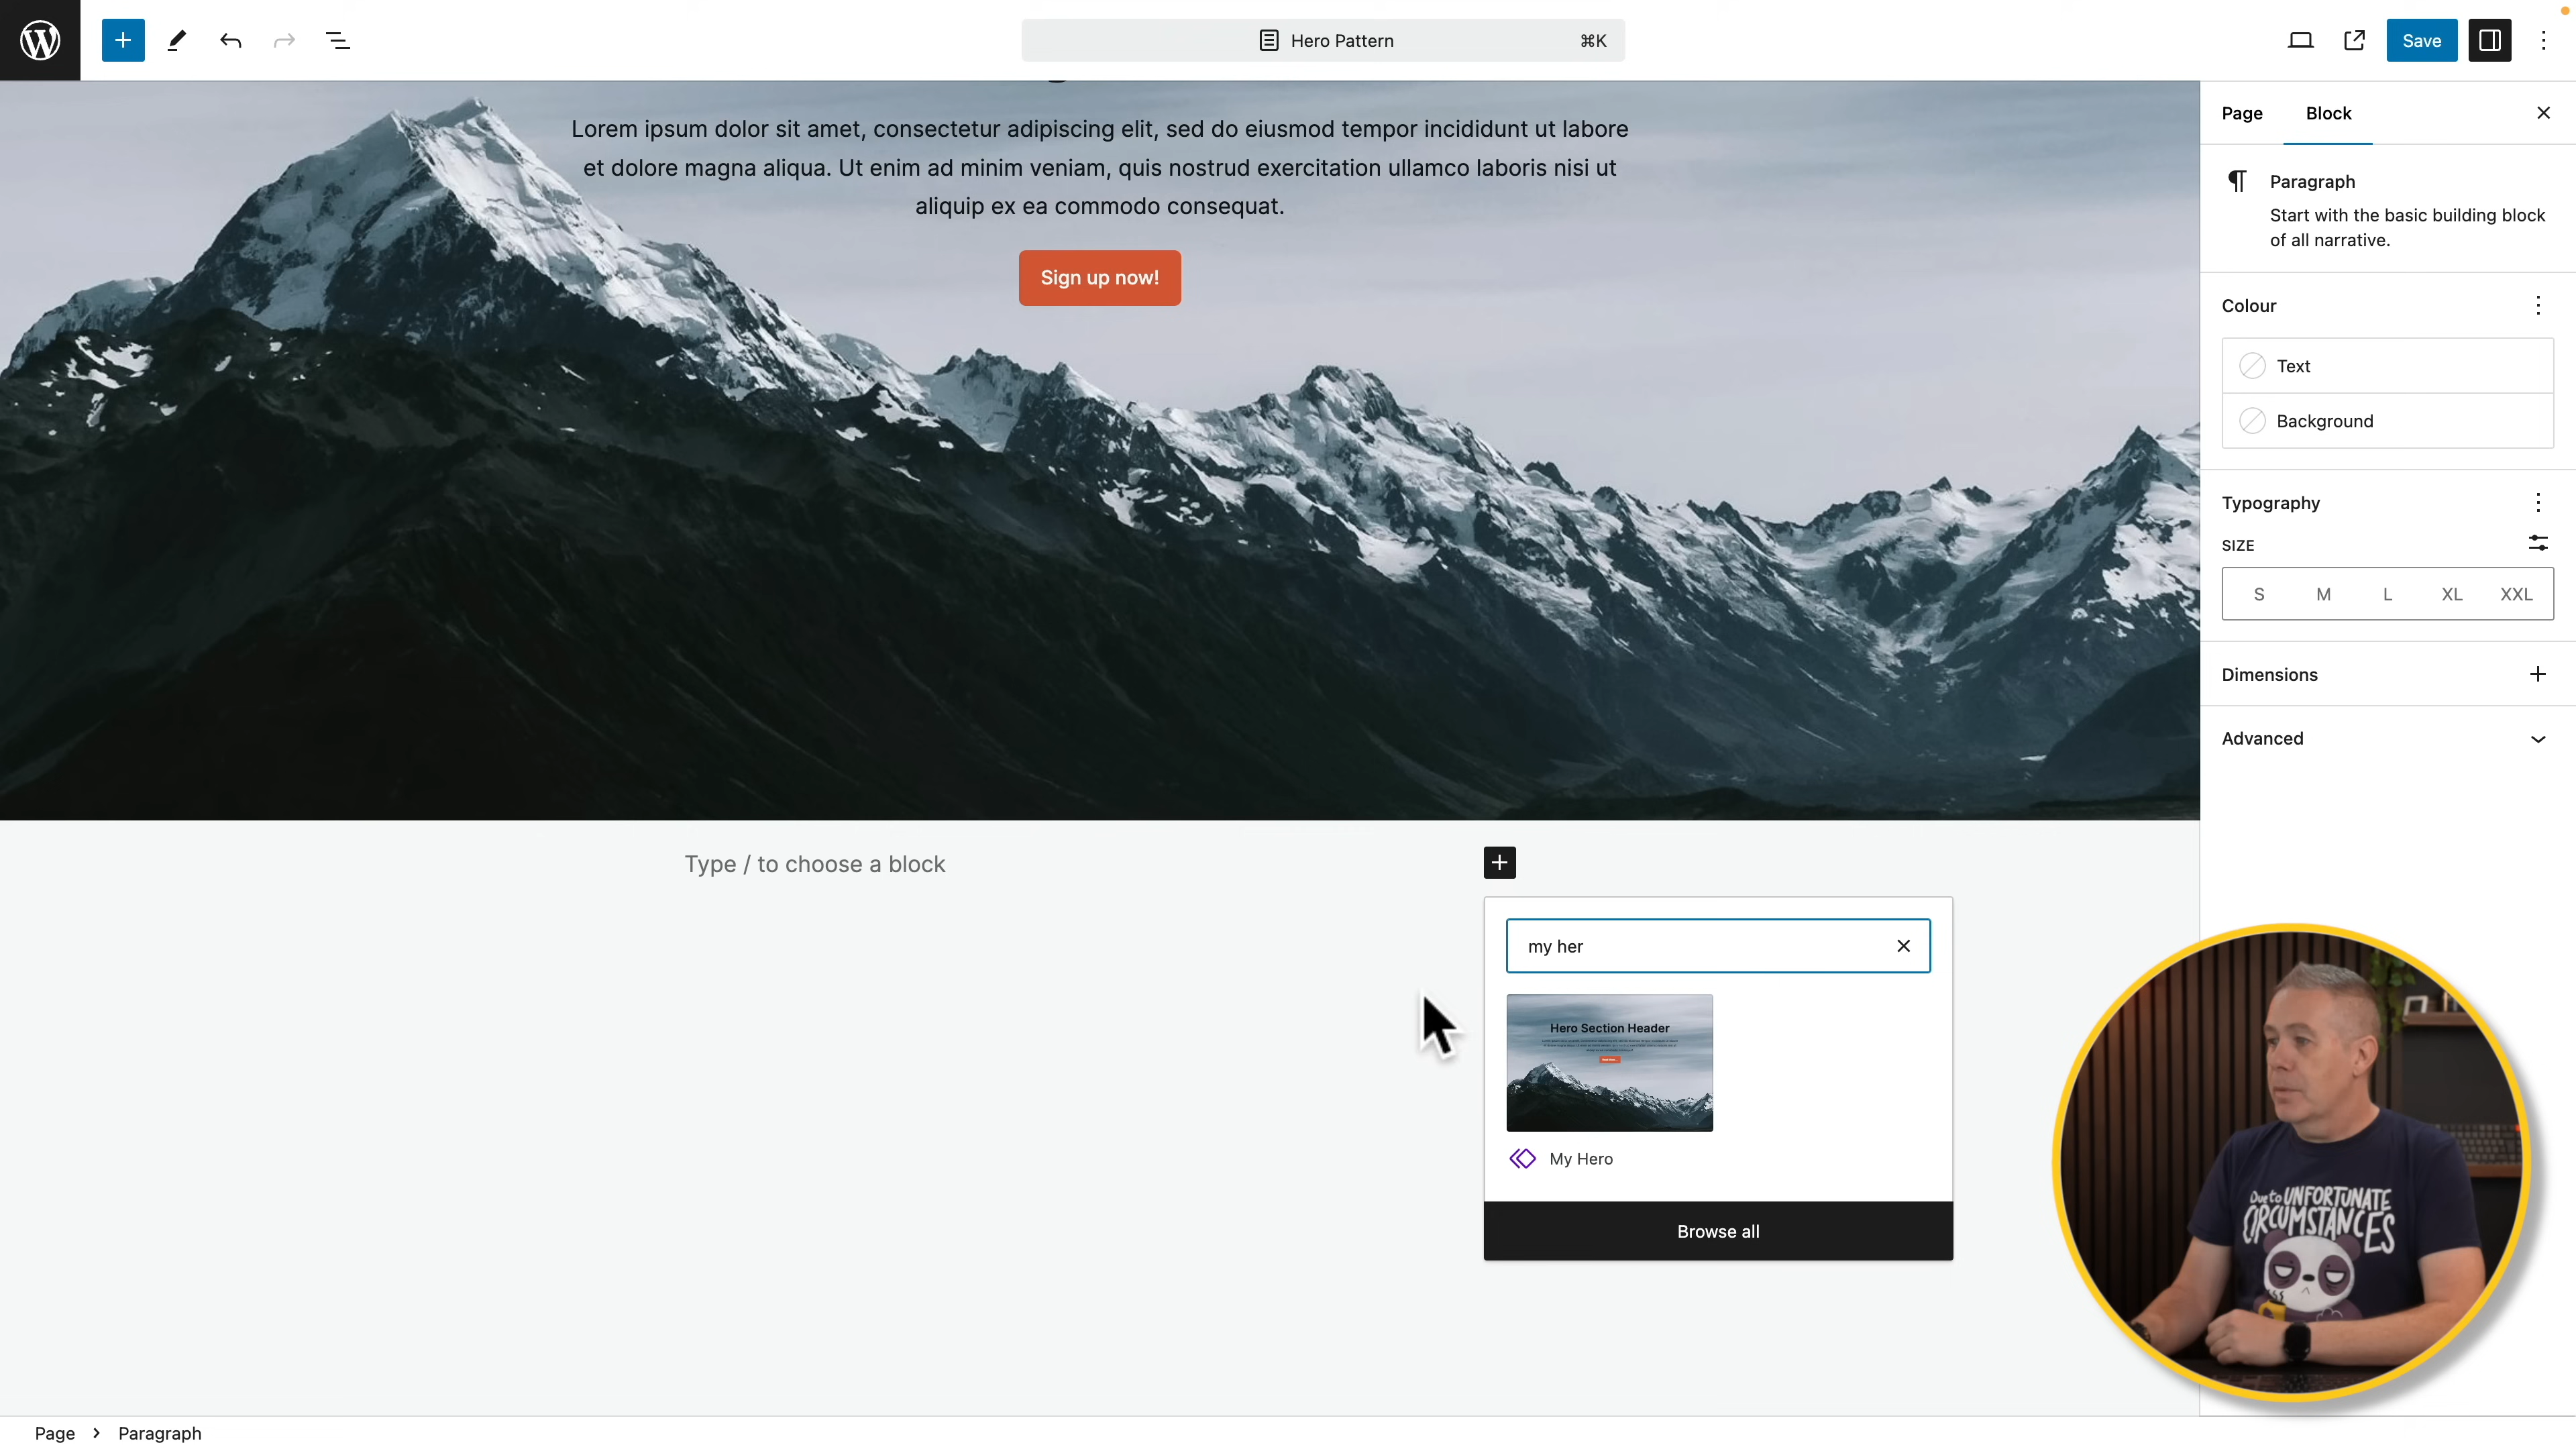 Hero Pattern
⌘K
Save
Lorem ipsum dolor sit amet, consectetur adipiscing elit, sed do eiusmod tempor incididunt ut labore
et dolore magna aliqua. Ut enim ad minim veniam, quis nostrud exercitation ullamco laboris nisi ut
aliquip ex ea commodo consequat.
Sign up now!
Type / to choose a block
my her
Hero Section Header
My Hero
Browse all
Page
Block
Paragraph
Start with the basic building block
of all narrative.
Colour
Text
Background
Typography
SIZE
S M L XL XXL
Dimensions
Advanced
Due to UNFORTUNATE
CIRCUMSTANCES
Page › Paragraph